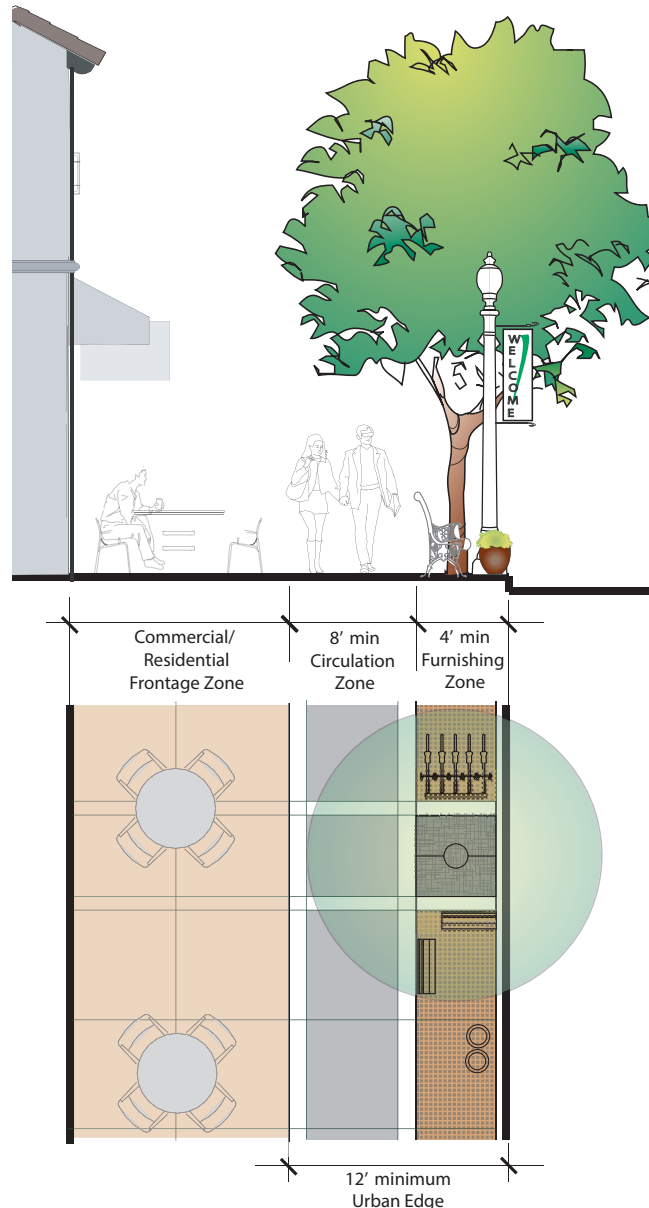 WELCOME
Commercial/
Residential
Frontage Zone
8' min
Circulation
Zone
4' min
Furnishing
Zone
12' minimum
Urban Edge